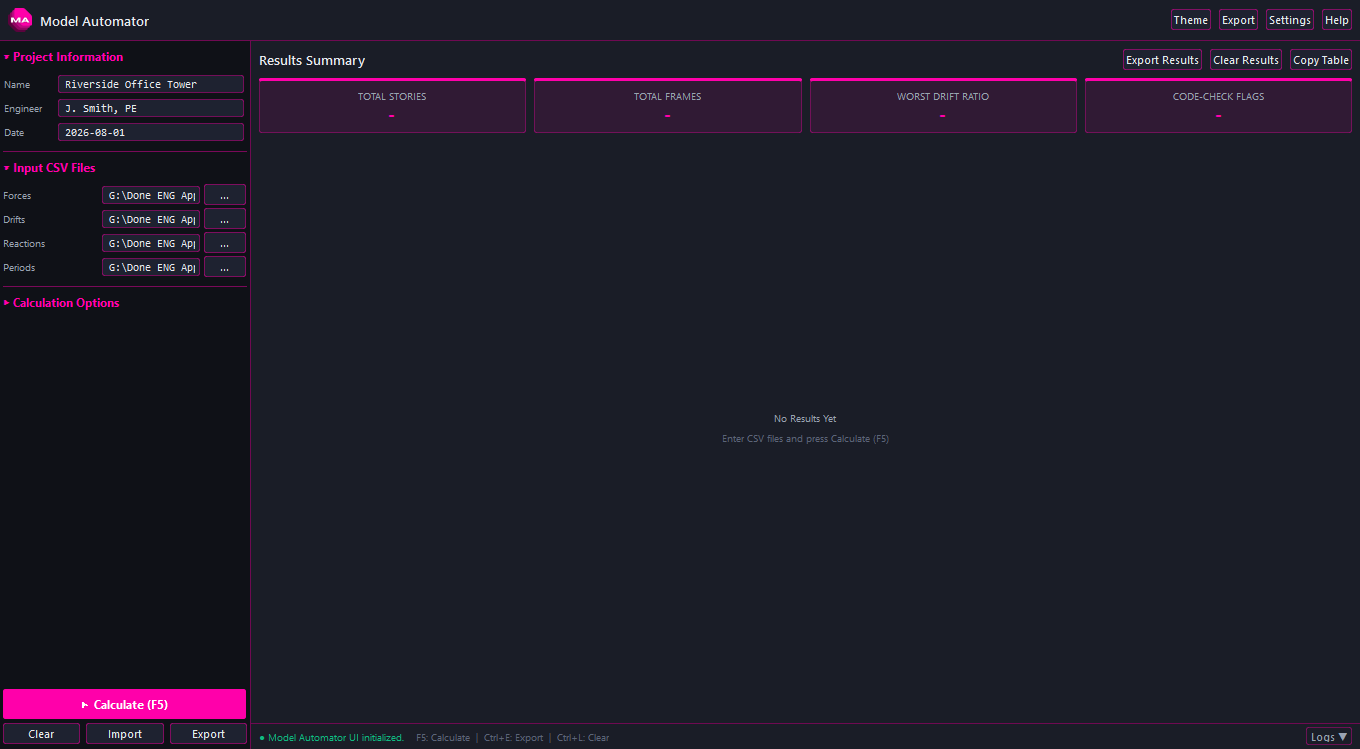 MA Model Automator Theme Export Settings Help
▾ Project Information
Name Riverside Office Tower
Engineer J. Smith, PE
Date 2026-08-01
▾ Input CSV Files
Forces G:\Done ENG Ap ...
Drifts G:\Done ENG Ap ...
Reactions G:\Done ENG Ap ...
Periods G:\Done ENG Ap ...
▸ Calculation Options
▸ Calculate (F5)
Clear Import Export
Results Summary Export Results Clear Results Copy Table
TOTAL STORIES TOTAL FRAMES WORST DRIFT RATIO CODE-CHECK FLAGS
- - - -
No Results Yet
Enter CSV files and press Calculate (F5)
● Model Automator UI initialized. F5: Calculate | Ctrl+E: Export | Ctrl+L: Clear Logs ▼